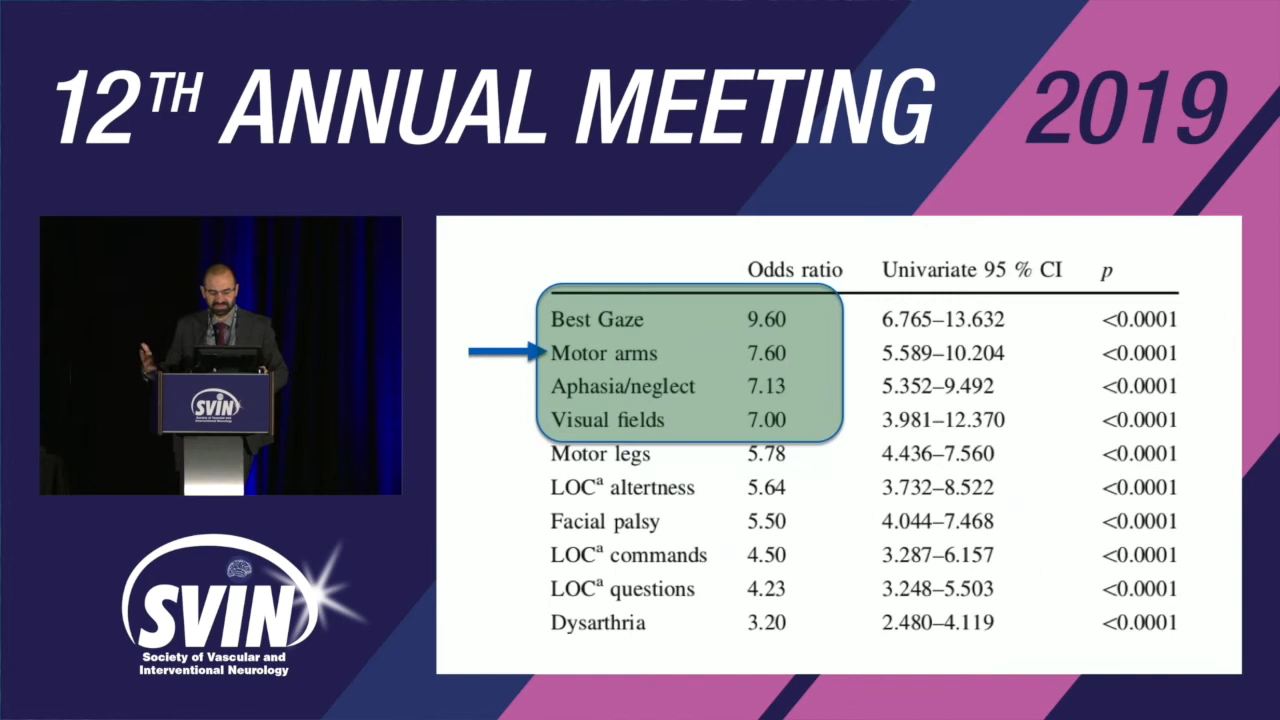 12TH ANNUAL MEETING 2019
SVIN
SVIN
Society of Vascular and
Interventional Neurology
Odds ratio Univariate 95 % CI p
Best Gaze 9.60 6.765–13.632 <0.0001
Motor arms 7.60 5.589–10.204 <0.0001
Aphasia/neglect 7.13 5.352–9.492 <0.0001
Visual fields 7.00 3.981–12.370 <0.0001
Motor legs 5.78 4.436–7.560 <0.0001
LOCa altertness 5.64 3.732–8.522 <0.0001
Facial palsy 5.50 4.044–7.468 <0.0001
LOCa commands 4.50 3.287–6.157 <0.0001
LOCa questions 4.23 3.248–5.503 <0.0001
Dysarthria 3.20 2.480–4.119 <0.0001